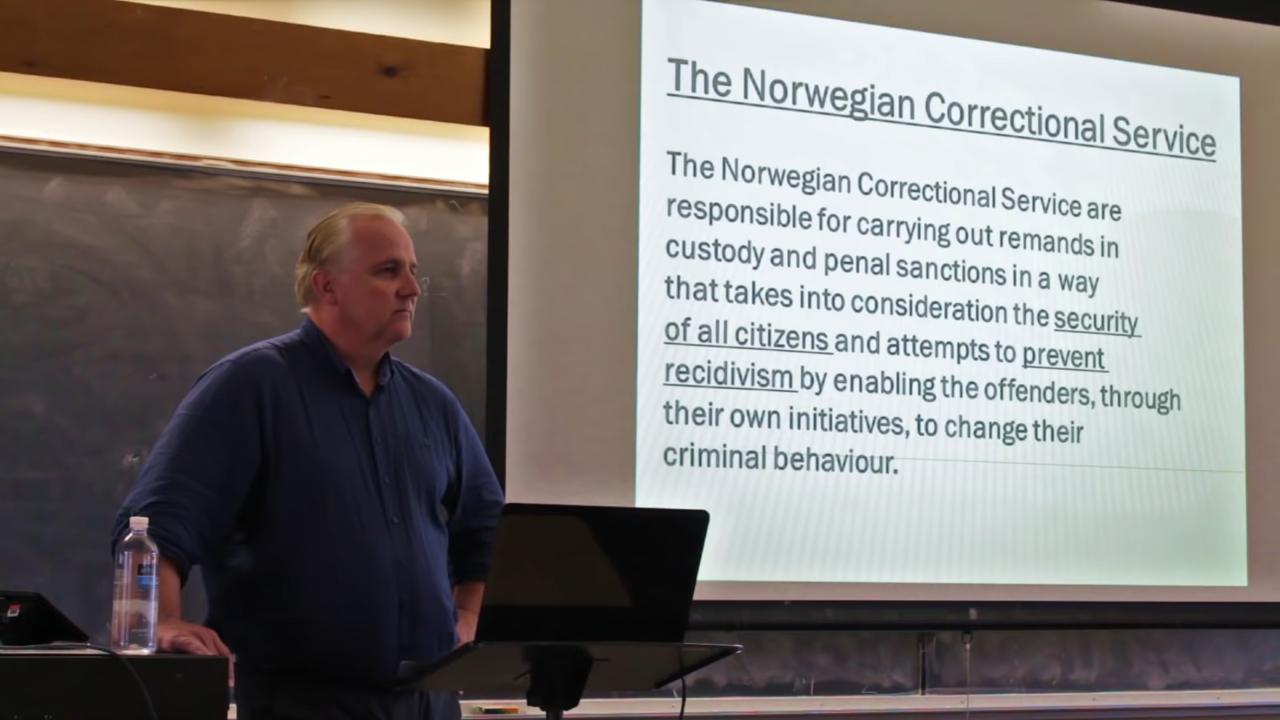 The Norwegian Correctional Service
The Norwegian Correctional Service are
responsible for carrying out remands in
custody and penal sanctions in a way
that takes into consideration the security
of all citizens and attempts to prevent
recidivism by enabling the offenders, through
their own initiatives, to change their
criminal behaviour.